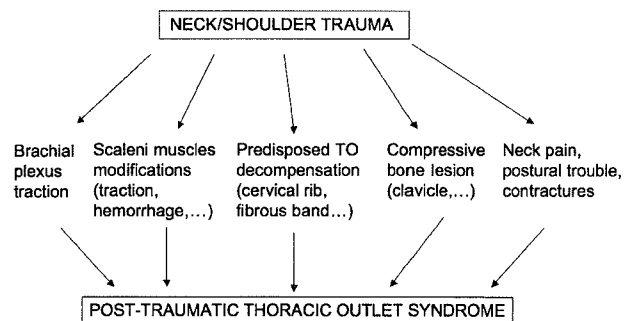 NECK/SHOULDER TRAUMA
Brachial
plexus
traction
Scaleni muscles
modifications
(traction,
hemorrhage,…)
Predisposed TO
decompensation
(cervical rib,
fibrous band…)
Compressive
bone lesion
(clavicle,…)
Neck pain,
postural trouble,
contractures
POST-TRAUMATIC THORACIC OUTLET SYNDROME